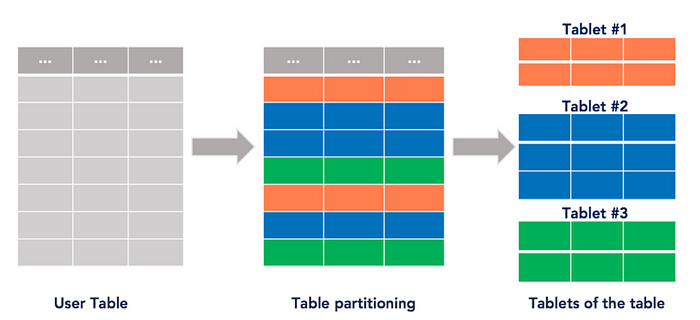 ... ... ...
... ... ...
Tablet #1
Tablet #2
Tablet #3
User Table
Table partitioning
Tablets of the table